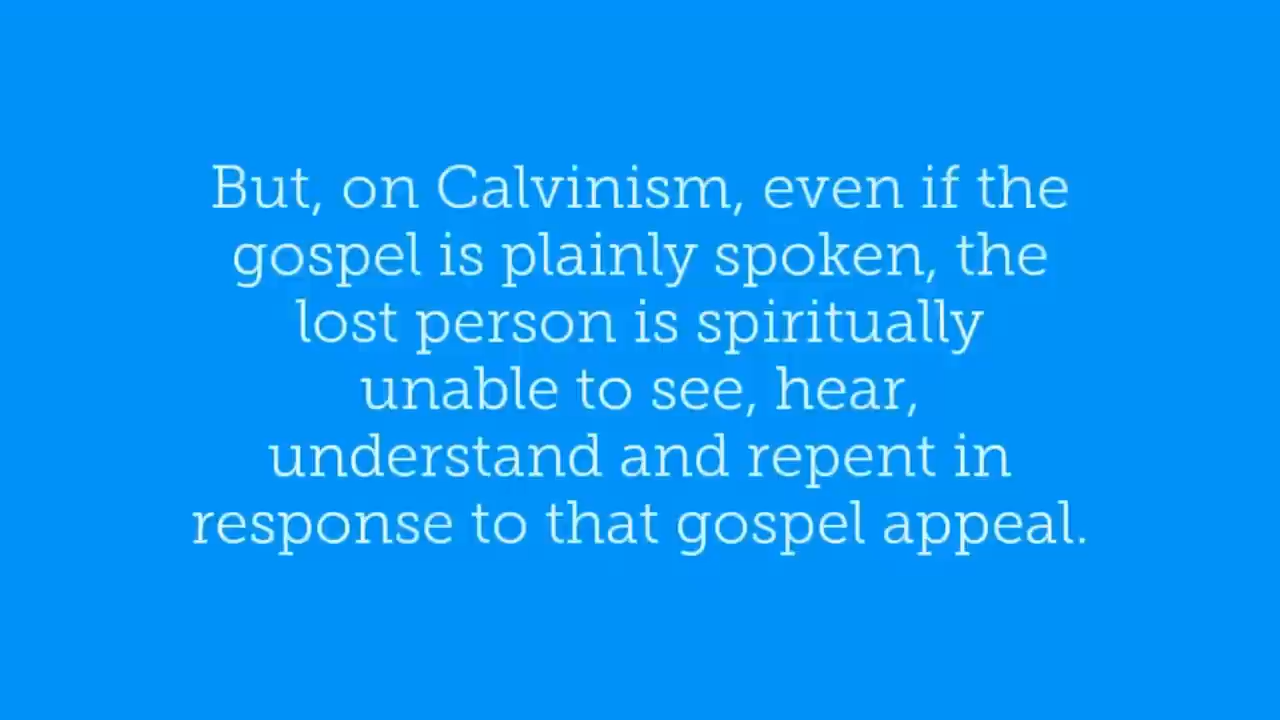 But, on Calvinism, even if the
gospel is plainly spoken, the
lost person is spiritually
unable to see, hear,
understand and repent in
response to that gospel appeal.